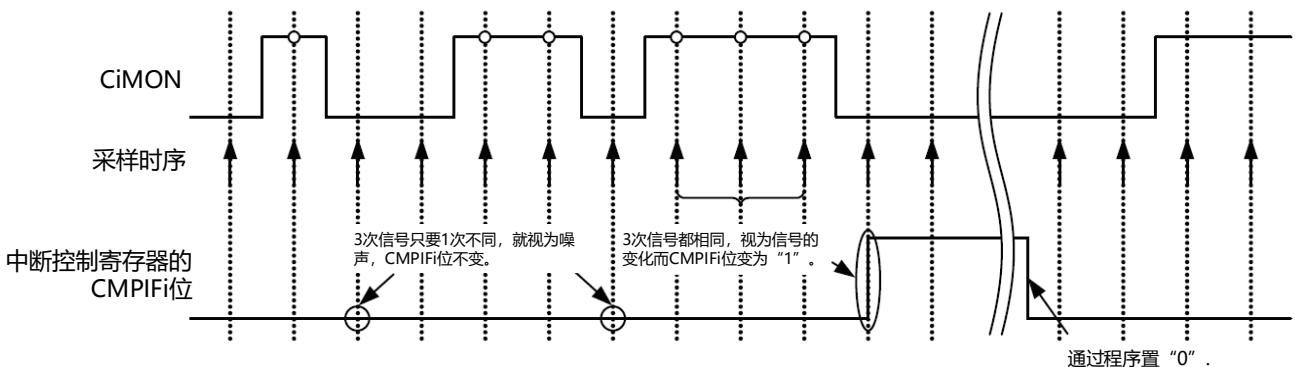 CiMON
采样时序
3次信号只要1次不同，就视为噪
声，CMPIFi位不变。
3次信号都相同，视为信号的
变化而CMPIFi位变为“1”。
中断控制寄存器的
CMPIFi位
通过程序置“0”.